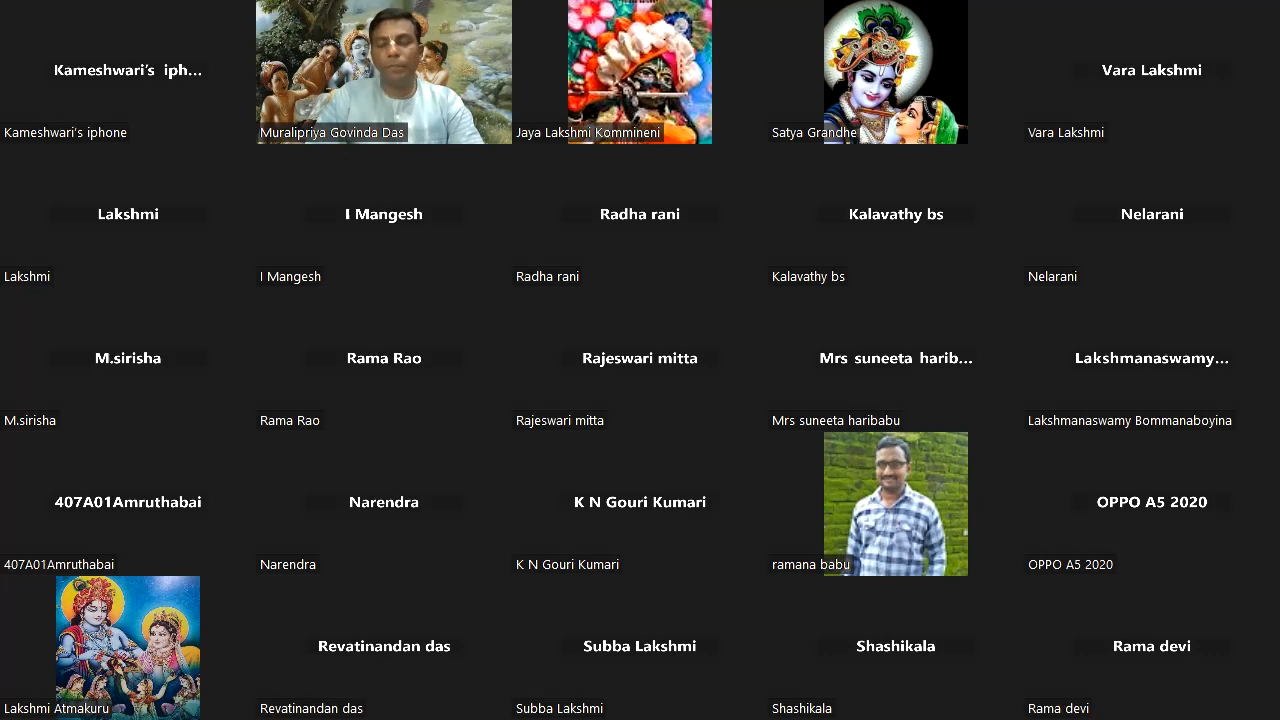 Kameshwari's iph...
Kameshwari's iphone
Muralipriya Govinda Das
Jaya Lakshmi Kommineni
Satya Grandhe
Vara Lakshmi
Vara Lakshmi
Lakshmi
Lakshmi
I Mangesh
I Mangesh
Radha rani
Radha rani
Kalavathy bs
Kalavathy bs
Nelarani
Nelarani
M.sirisha
M.sirisha
Rama Rao
Rama Rao
Rajeswari mitta
Rajeswari mitta
Mrs suneeta harib...
Mrs suneeta haribabu
Lakshmanaswamy...
Lakshmanaswamy Bommanaboyina
407A01Amruthabai
407A01Amruthabai
Narendra
Narendra
K N Gouri Kumari
K N Gouri Kumari
ramana babu
OPPO A5 2020
OPPO A5 2020
Lakshmi Atmakuru
Revatinandan das
Revatinandan das
Subba Lakshmi
Subba Lakshmi
Shashikala
Shashikala
Rama devi
Rama devi